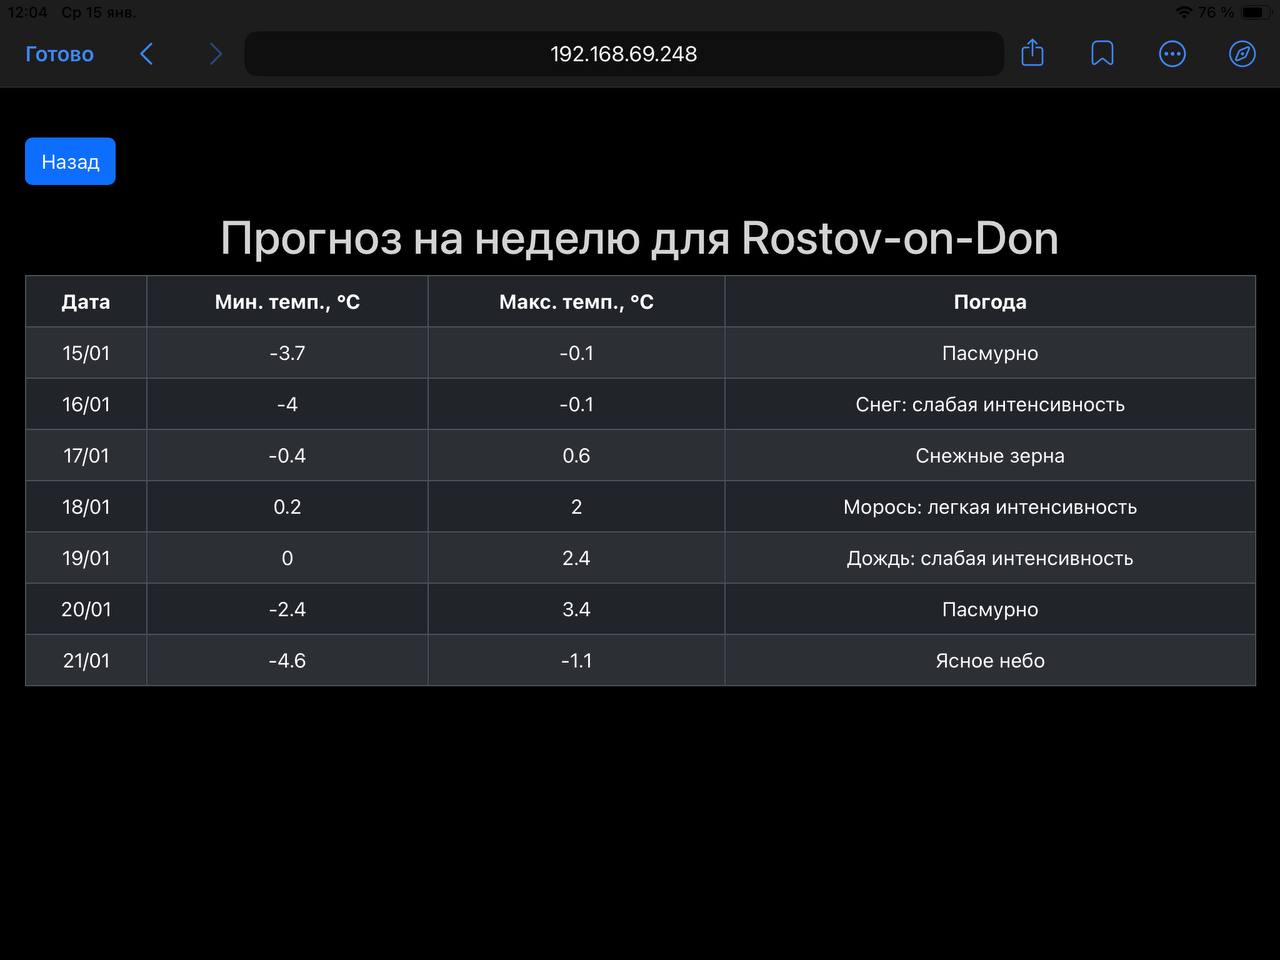 12:04 Ср 15 янв. 76 %
Готово 192.168.69.248
Назад
Прогноз на неделю для Rostov-on-Don
Дата Мин. темп., °C Макс. темп., °C Погода
15/01 -3.7 -0.1 Пасмурно
16/01 -4 -0.1 Снег: слабая интенсивность
17/01 -0.4 0.6 Снежные зерна
18/01 0.2 2 Морось: легкая интенсивность
19/01 0 2.4 Дождь: слабая интенсивность
20/01 -2.4 3.4 Пасмурно
21/01 -4.6 -1.1 Ясное небо